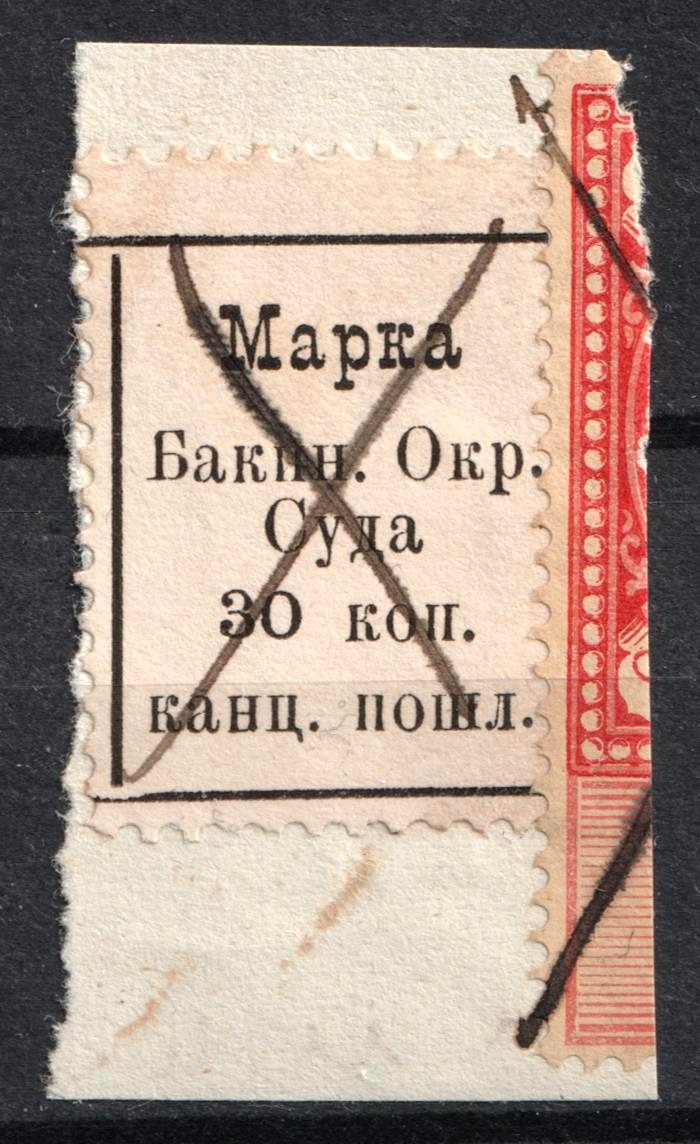 Марка
Бакин. Окр.
Суда
30 коп.
канц. пошл.